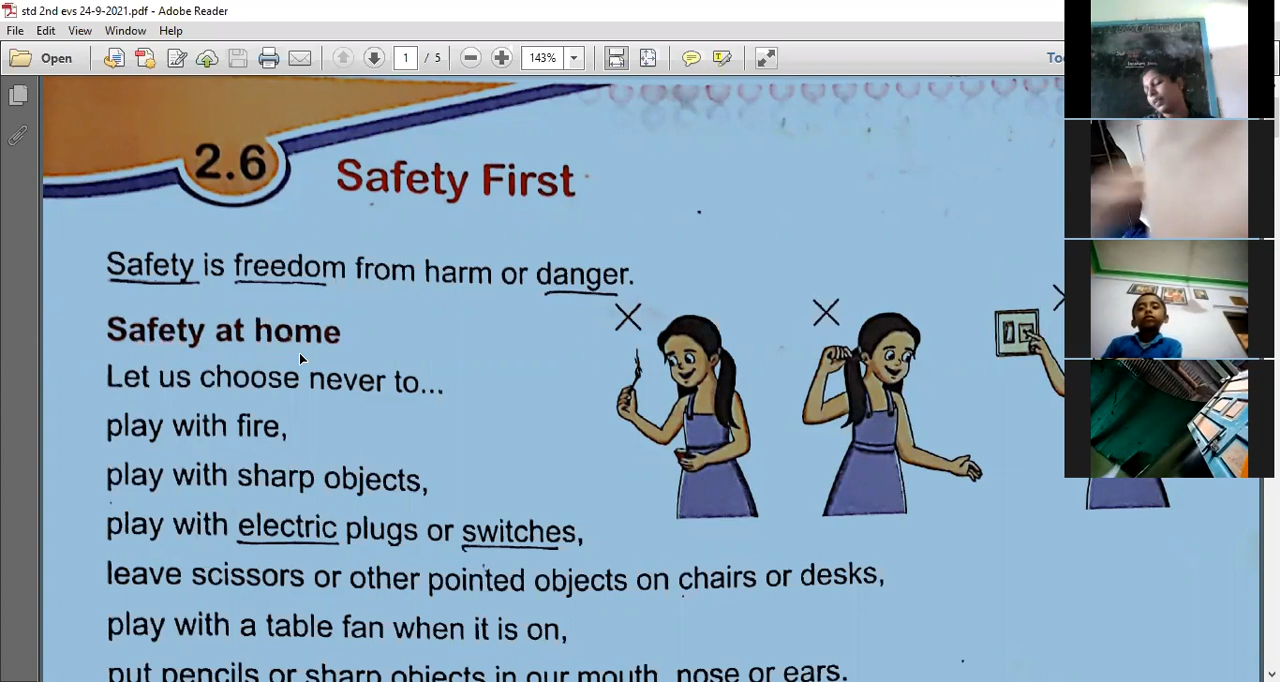 std 2nd evs 24-9-2021.pdf - Adobe Reader
File Edit View Window Help
Open 1 / 5 143% To
2.6
Safety First
Safety is freedom from harm or danger.
Safety at home
Let us choose never to...
play with fire,
play with sharp objects,
play with electric plugs or switches,
leave scissors or other pointed objects on chairs or desks,
play with a table fan when it is on,
put pencils or sharp objects in our mouth, nose or ears.